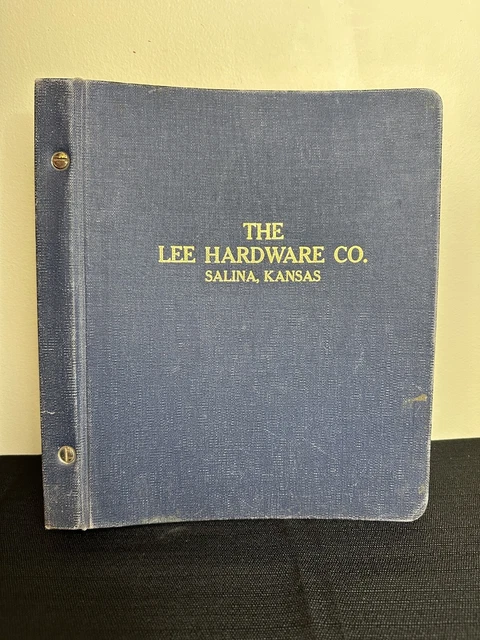 THE
LEE HARDWARE CO.
SALINA, KANSAS